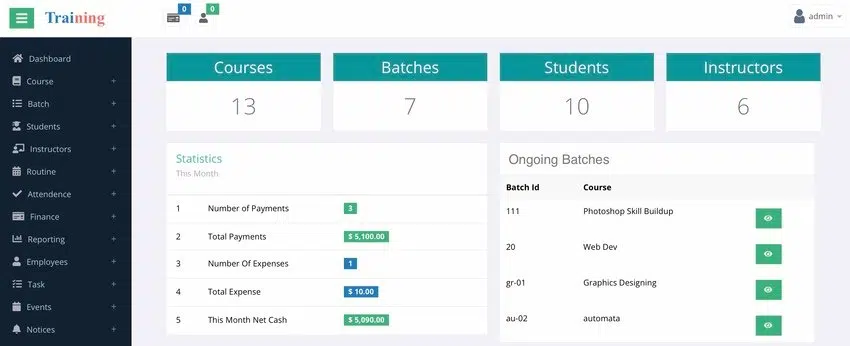 Training
0
0
admin
Dashboard
Course +
Batch +
Students +
Instructors +
Routine +
Attendence +
Finance +
Reporting +
Employees +
Task +
Events +
Notices +
Courses
13
Batches
7
Students
10
Instructors
6
Statistics
This Month
1 Number of Payments 3
2 Total Payments $ 5,100.00
3 Number Of Expenses 1
4 Total Expense $ 10.00
5 This Month Net Cash $ 5,090.00
Ongoing Batches
Batch Id Course
111 Photoshop Skill Buildup
20 Web Dev
gr-01 Graphics Designing
au-02 automata